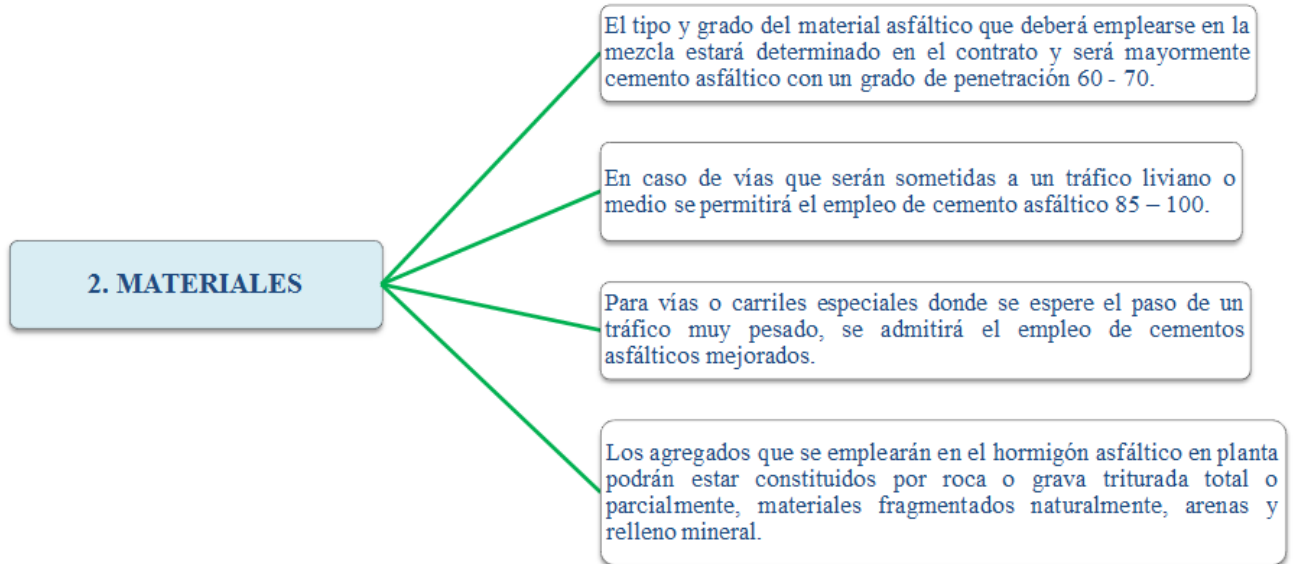 2. MATERIALES
El tipo y grado del material asfáltico que deberá emplearse en la
mezcla estará determinado en el contrato y será mayormente
cemento asfáltico con un grado de penetración 60 - 70.
En caso de vías que serán sometidas a un tráfico liviano o
medio se permitirá el empleo de cemento asfáltico 85 – 100.
Para vías o carriles especiales donde se espere el paso de un
tráfico muy pesado, se admitirá el empleo de cementos
asfálticos mejorados.
Los agregados que se emplearán en el hormigón asfáltico en planta
podrán estar constituidos por roca o grava triturada total o
parcialmente, materiales fragmentados naturalmente, arenas y
relleno mineral.